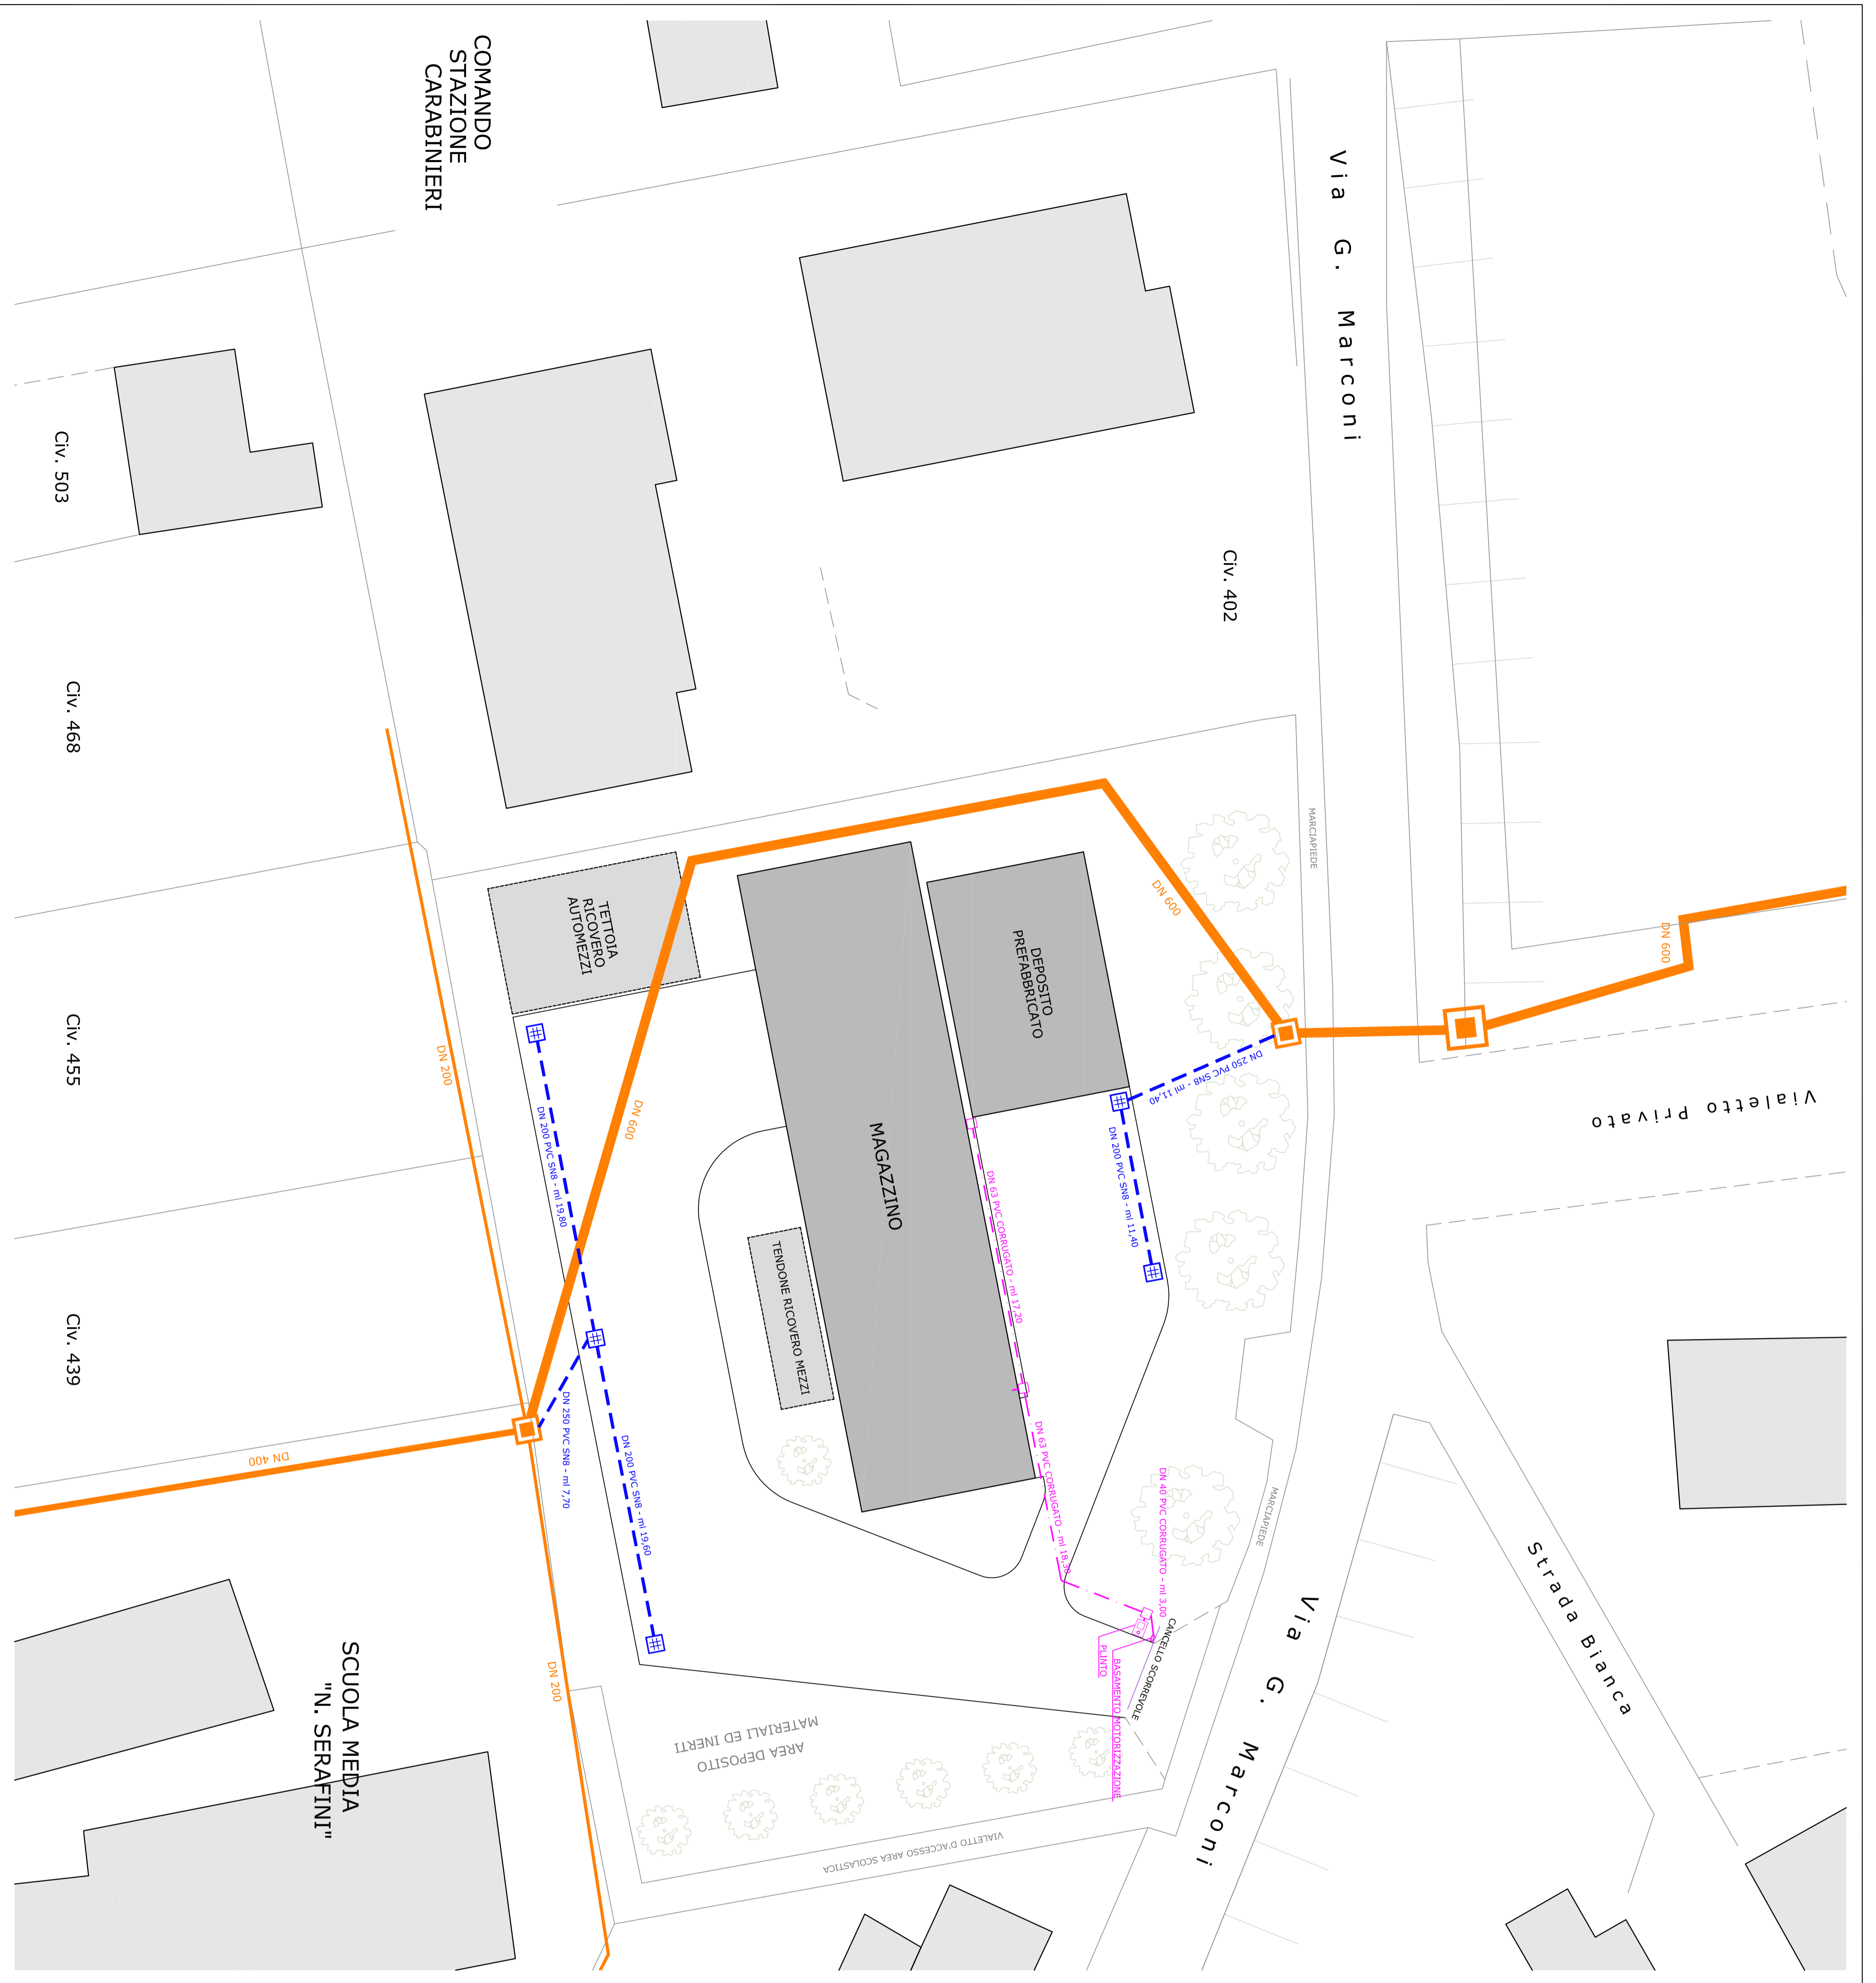 COMANDO
STAZIONE
CARABINIERI
Via G. Marconi
Civ. 503
Civ. 402
Civ. 468
MARCIAPIEDE
DN 600
DN 600
TETTOIA
RICOVERO
AUTOMEZZI
DEPOSITO
PREFABBRICATO
Civ. 455
DN 200
DN 250 PVC SN8 - ml 11,40
Vialetto Privato
DN 600
DN 200 PVC SN8 - ml 19,80
MAGAZZINO
DN 200 PVC SN8 - ml 11,40
DN 63 PVC CORRUGATO - ml 17,20
TENDONE RICOVERO MEZZI
Civ. 439
DN 400
DN 250 PVC SN8 - ml 7,70
DN 200 PVC SN8 - ml 19,60
DN 63 PVC CORRUGATO - ml 18,30
DN 40 PVC CORRUGATO - ml 3,00
MARCIAPIEDE
Strada Bianca
Via G. Marconi
CANCELLO SCORREVOLE
PLINTO
BASAMENTO MOTORIZZAZIONE
SCUOLA MEDIA
"N. SERAFINI"
DN 200
AREA DEPOSITO
MATERIALI ED INERTI
VIALETTO D'ACCESSO AREA SCOLASTICA